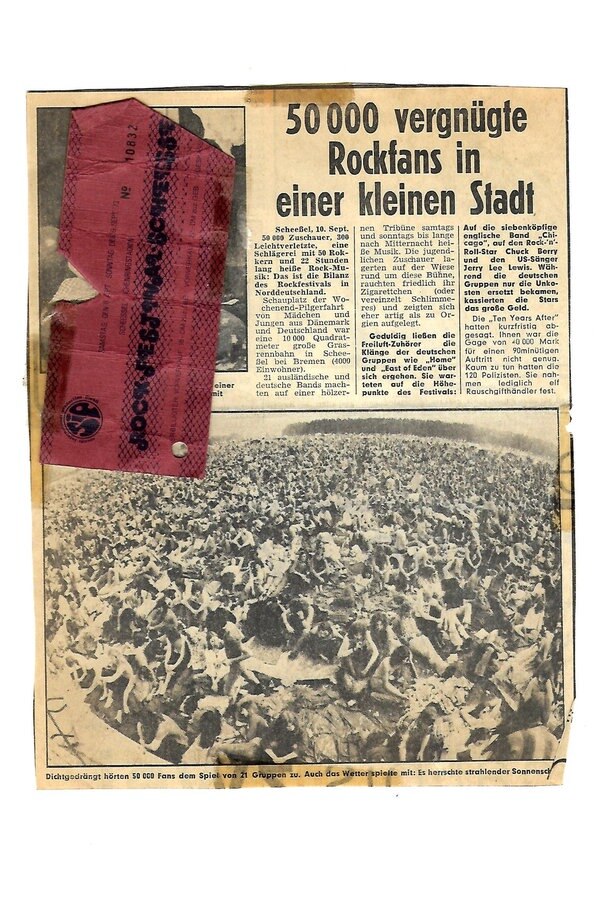 50 000 vergnügte
Rockfans in
einer kleinen Stadt
Scheeßel, 10. Sept.
50 000 Zuschauer, 300
Leichtverletzte, eine
Schlägerei mit 50 Rok-
kern und 22 Stunden
lang heiße Rock-Mu-
sik: Das ist die Bilanz
des Rockfestivals in
Norddeutschland.
Schauplatz der Wo-
chenend-Pilgerfahrt
von Mädchen und
Jungen aus Dänemark
und Deutschland war
eine 10 000 Quadrat-
meter große Gras-
rennbahn in Schee-
ßel bei Bremen (4000
Einwohner).
21 ausländische und
deutsche Bands mach-
ten auf einer hölzer-
nen Tribüne samtags
und sonntags bis lange
nach Mitternacht hei-
ße Musik. Die jugend-
lichen Zuschauer la-
gerten auf der Wiese
rund um diese Bühne,
rauchten friedlich ihr
Zigarettchen (oder
vereinzelt Schlimme-
res) und zeigten sich
eher artig als zu Or-
gien aufgelegt.
Geduldig ließen die
Freiluft-Zuhörer die
Klänge der deutschen
Gruppen wie „Home"
und „East of Eden" über
sich ergehen. Sie war-
teten auf die Höhe-
punkte des Festivals:
Auf die siebenköpfige
englische Band „Chi-
cago", auf den Rock-'n'-
Roll-Star Chuck Berry
und den US-Sänger
Jerry Lee Lewis. Wäh-
rend die deutschen
Gruppen nur die Unko-
sten ersetzt bekamen,
kassierten die Stars
das große Geld.
Die „Ten Years After"
hatten kurzfristig ab-
gesagt. Ihnen war die
Gage von 40 000 Mark
für einen 90minütigen
Auftritt nicht genug.
Kaum zu tun hatten die
120 Polizisten. Sie nah-
men lediglich elf
Rauschgifthändler fest.
einer
mit
Nº 10832
Dichtgedrängt hörten 50 000 Fans dem Spiel von 21 Gruppen zu. Auch das Wetter spielte mit: Es herrschte strahlender Sonnensch